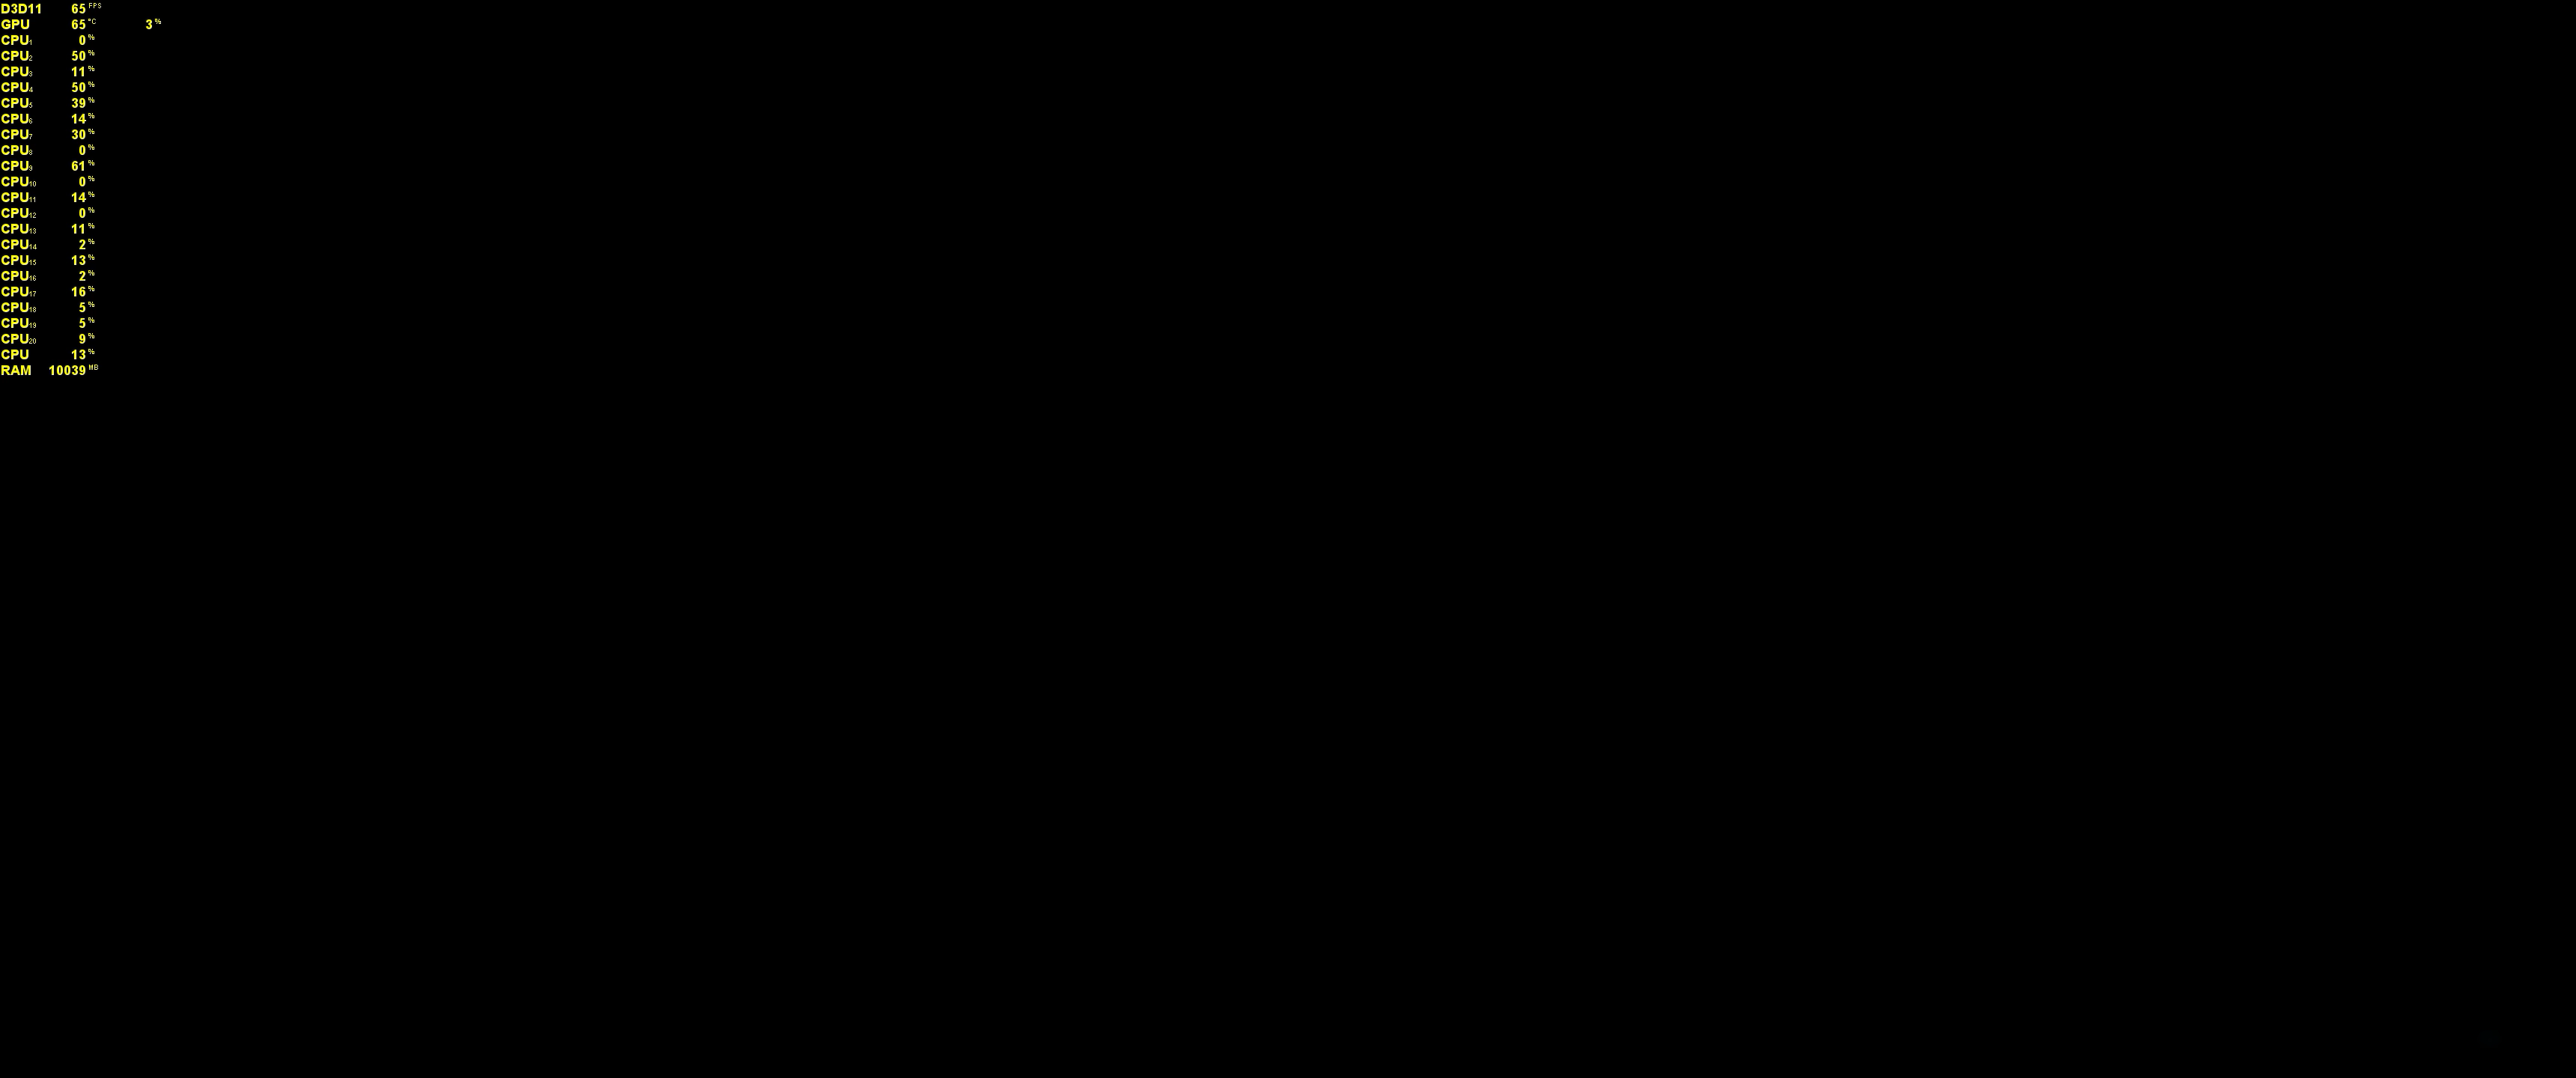 D3D11 65 FPS
GPU 65 °C 3 %
CPU1 0 %
CPU2 50 %
CPU3 11 %
CPU4 50 %
CPU5 39 %
CPU6 14 %
CPU7 30 %
CPU8 0 %
CPU9 61 %
CPU10 0 %
CPU11 14 %
CPU12 0 %
CPU13 11 %
CPU14 2 %
CPU15 13 %
CPU16 2 %
CPU17 16 %
CPU18 5 %
CPU19 5 %
CPU20 9 %
CPU 13 %
RAM 10039 MB